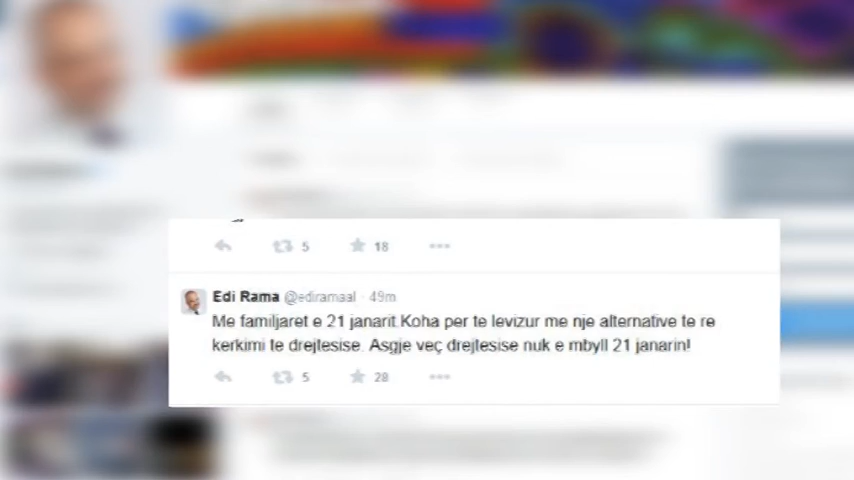 5 18
Edi Rama @ediramaal · 49m
Me familjaret e 21 janarit.Koha per te levizur me nje alternative te re
kerkimi te drejtesise. Asgje veç drejtesise nuk e mbyll 21 janarin!
5 28